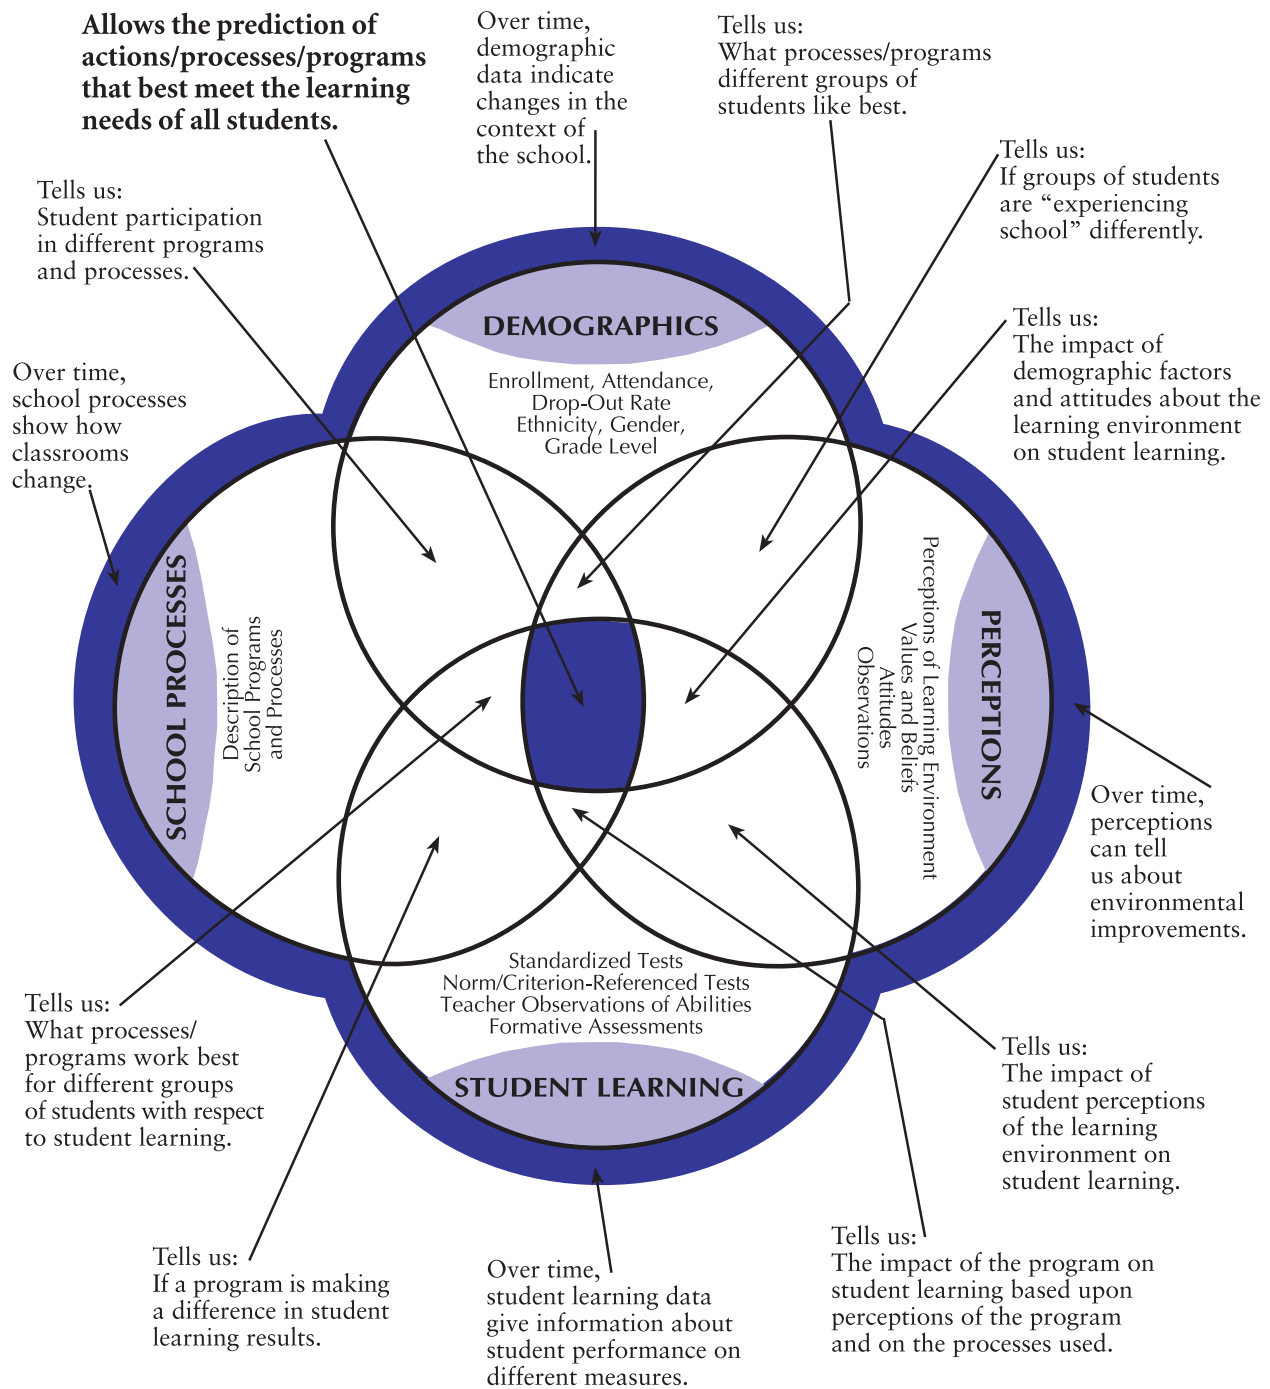 Allows the prediction of
actions/processes/programs
that best meet the learning
needs of all students.
Over time,
demographic
data indicate
changes in the
context of
the school.
Tells us:
What processes/programs
different groups of
students like best.
Tells us:
If groups of students
are “experiencing
school” differently.
Tells us:
Student participation
in different programs
and processes.
Tells us:
The impact of
demographic factors
and attitudes about the
learning environment
on student learning.
Over time,
school processes
show how
classrooms
change.
DEMOGRAPHICS
Enrollment, Attendance,
Drop-Out Rate
Ethnicity, Gender,
Grade Level
SCHOOL PROCESSES
Description of
School Programs
and Processes
PERCEPTIONS
Perceptions of Learning Environment
Values and Beliefs
Attitudes
Observations
Over time,
perceptions
can tell
us about
environmental
improvements.
Standardized Tests
Norm/Criterion-Referenced Tests
Teacher Observations of Abilities
Formative Assessments
STUDENT LEARNING
Tells us:
What processes/
programs work best
for different groups
of students with respect
to student learning.
Tells us:
The impact of
student perceptions
of the learning
environment on
student learning.
Tells us:
If a program is making
a difference in student
learning results.
Over time,
student learning data
give information about
student performance on
different measures.
Tells us:
The impact of the program on
student learning based upon
perceptions of the program
and on the processes used.